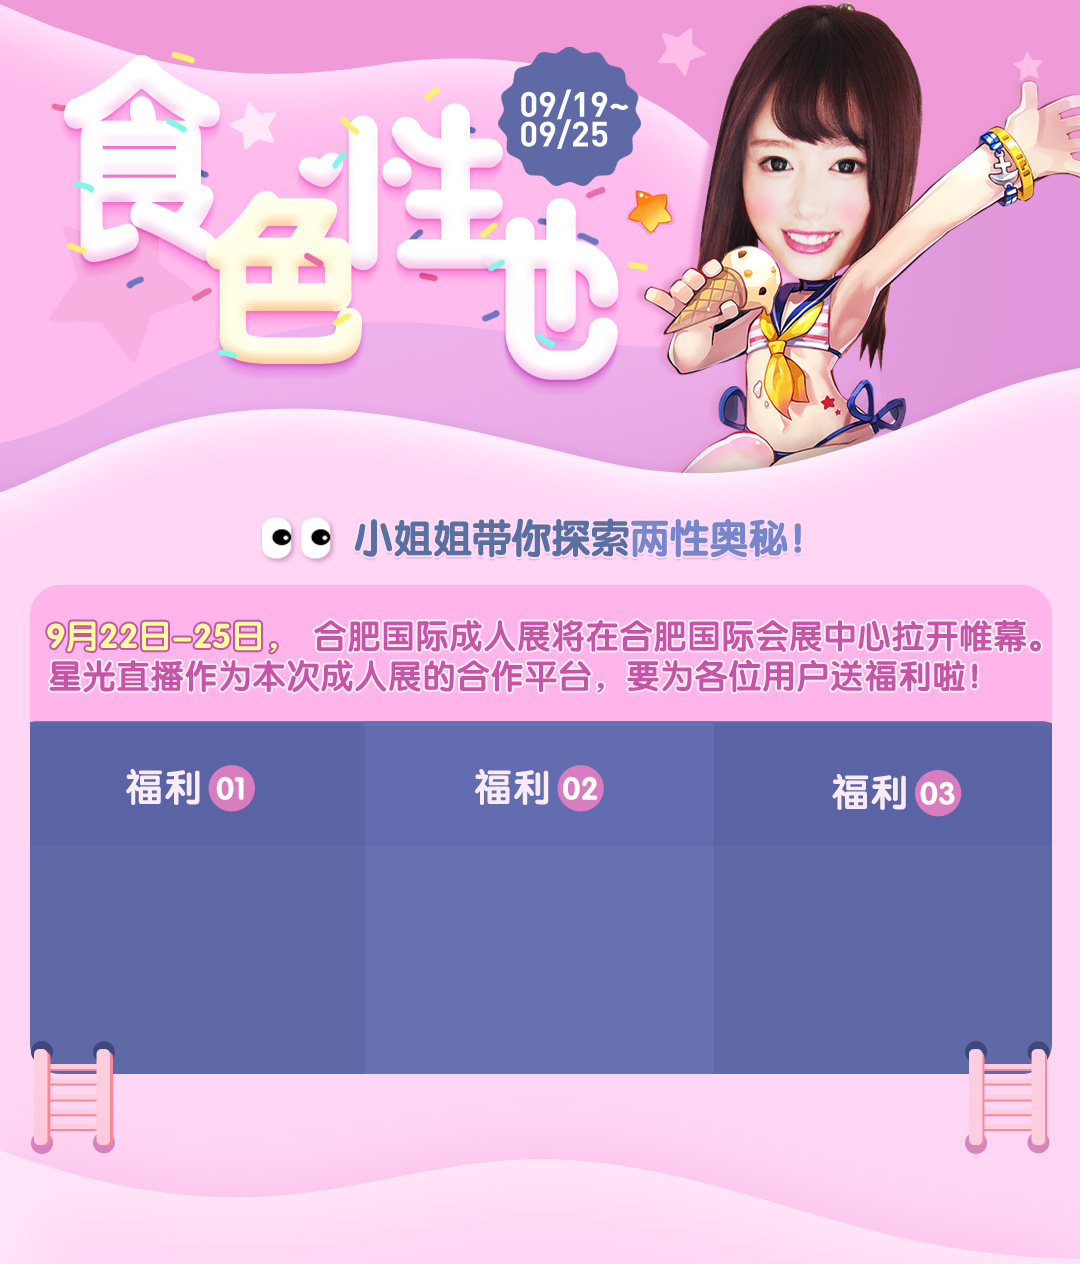 食色性也
09/19~
09/25
小姐姐带你探索两性奥秘！
9月22日-25日， 合肥国际成人展将在合肥国际会展中心拉开帷幕。
星光直播作为本次成人展的合作平台，要为各位用户送福利啦！
福利 01
福利 02
福利 03